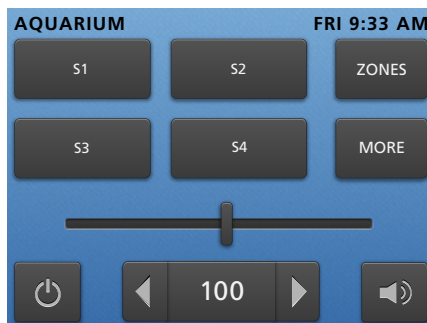 AQUARIUM FRI 9:33 AM
S1 S2 ZONES
S3 S4 MORE
100